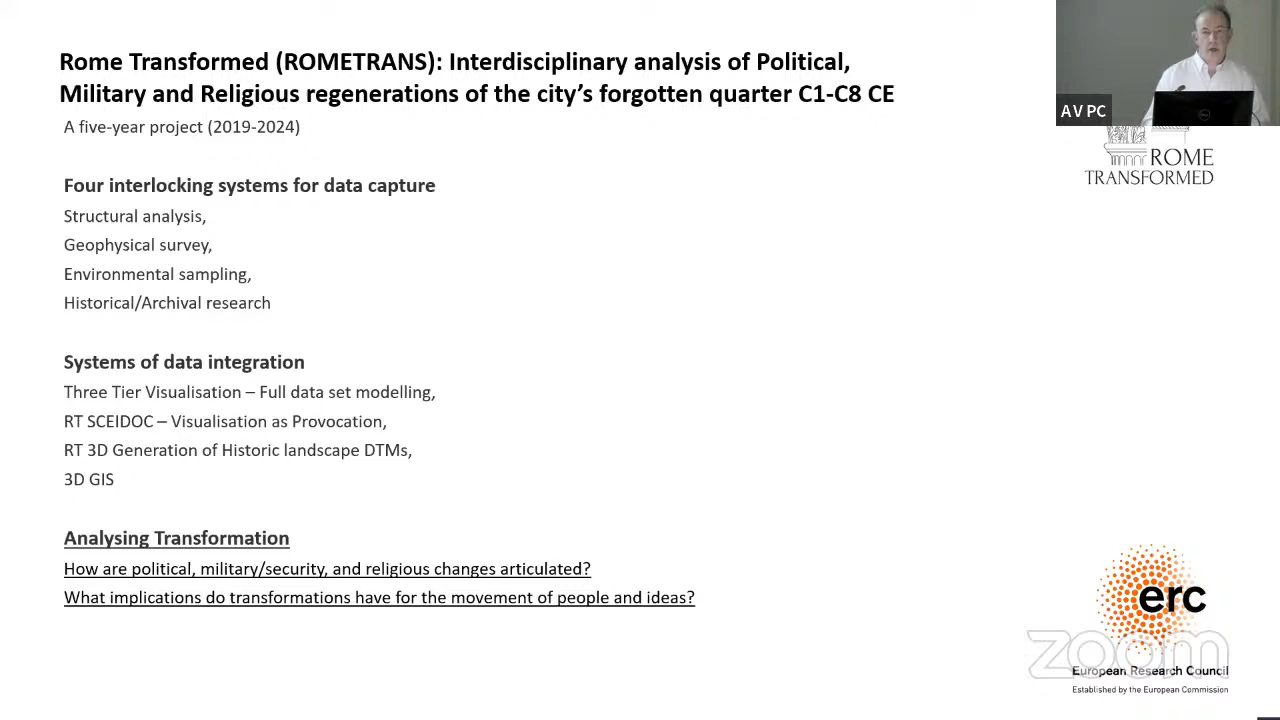 Rome Transformed (ROMETRANS): Interdisciplinary analysis of Political,
Military and Religious regenerations of the city's forgotten quarter C1-C8 CE
A five-year project (2019-2024)
Four interlocking systems for data capture
Structural analysis,
Geophysical survey,
Environmental sampling,
Historical/Archival research
Systems of data integration
Three Tier Visualisation – Full data set modelling,
RT SCEIDOC – Visualisation as Provocation,
RT 3D Generation of Historic landscape DTMs,
3D GIS
Analysing Transformation
How are political, military/security, and religious changes articulated?
What implications do transformations have for the movement of people and ideas?
AV PC
ROME
TRANSFORMED
erc
zoom
European Research Council
Established by the European Commission